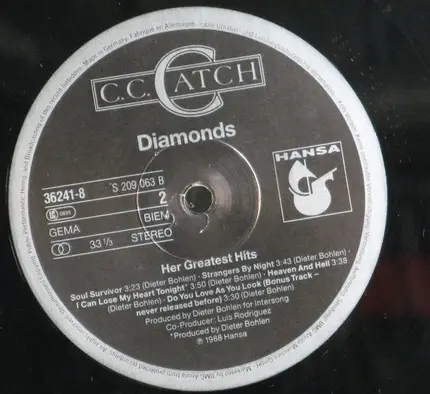 C.C. CATCH
Diamonds
HANSA
36241-8
S 209 063 B
2
LC 0835
BIEM
GEMA
33⅓
STEREO
Her Greatest Hits
Soul Survivor 3:23 (Dieter Bohlen) · Strangers By Night 3:43 (Dieter Bohlen) ·
I Can Lose My Heart Tonight* 3:50 (Dieter Bohlen) · Heaven And Hell 3:38
(Dieter Bohlen) · Do You Love As You Look (Bonus Track –
never released before) 3:30 (Dieter Bohlen)
Produced by Dieter Bohlen for Intersong
Co-Producer: Luis Rodriguez
*Produced by Dieter Bohlen
℗ 1988 Hansa